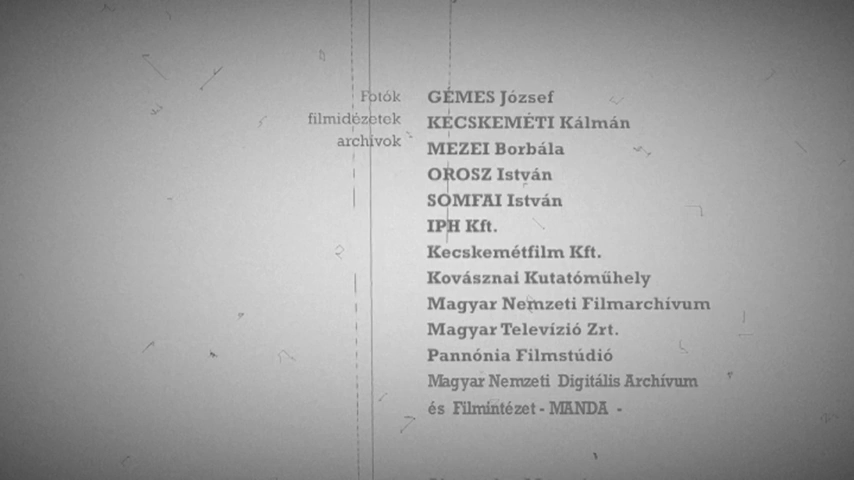 Fotók
filmidézetek
archívok
GÉMES József
KECSKEMÉTI Kálmán
MEZEI Borbála
OROSZ István
SOMFAI István
IPH Kft.
Kecskemétfilm Kft.
Kovásznai Kutatóműhely
Magyar Nemzeti Filmarchívum
Magyar Televízió Zrt.
Pannónia Filmstúdió
Magyar Nemzeti Digitális Archívum
és Filmintézet - MANDA -